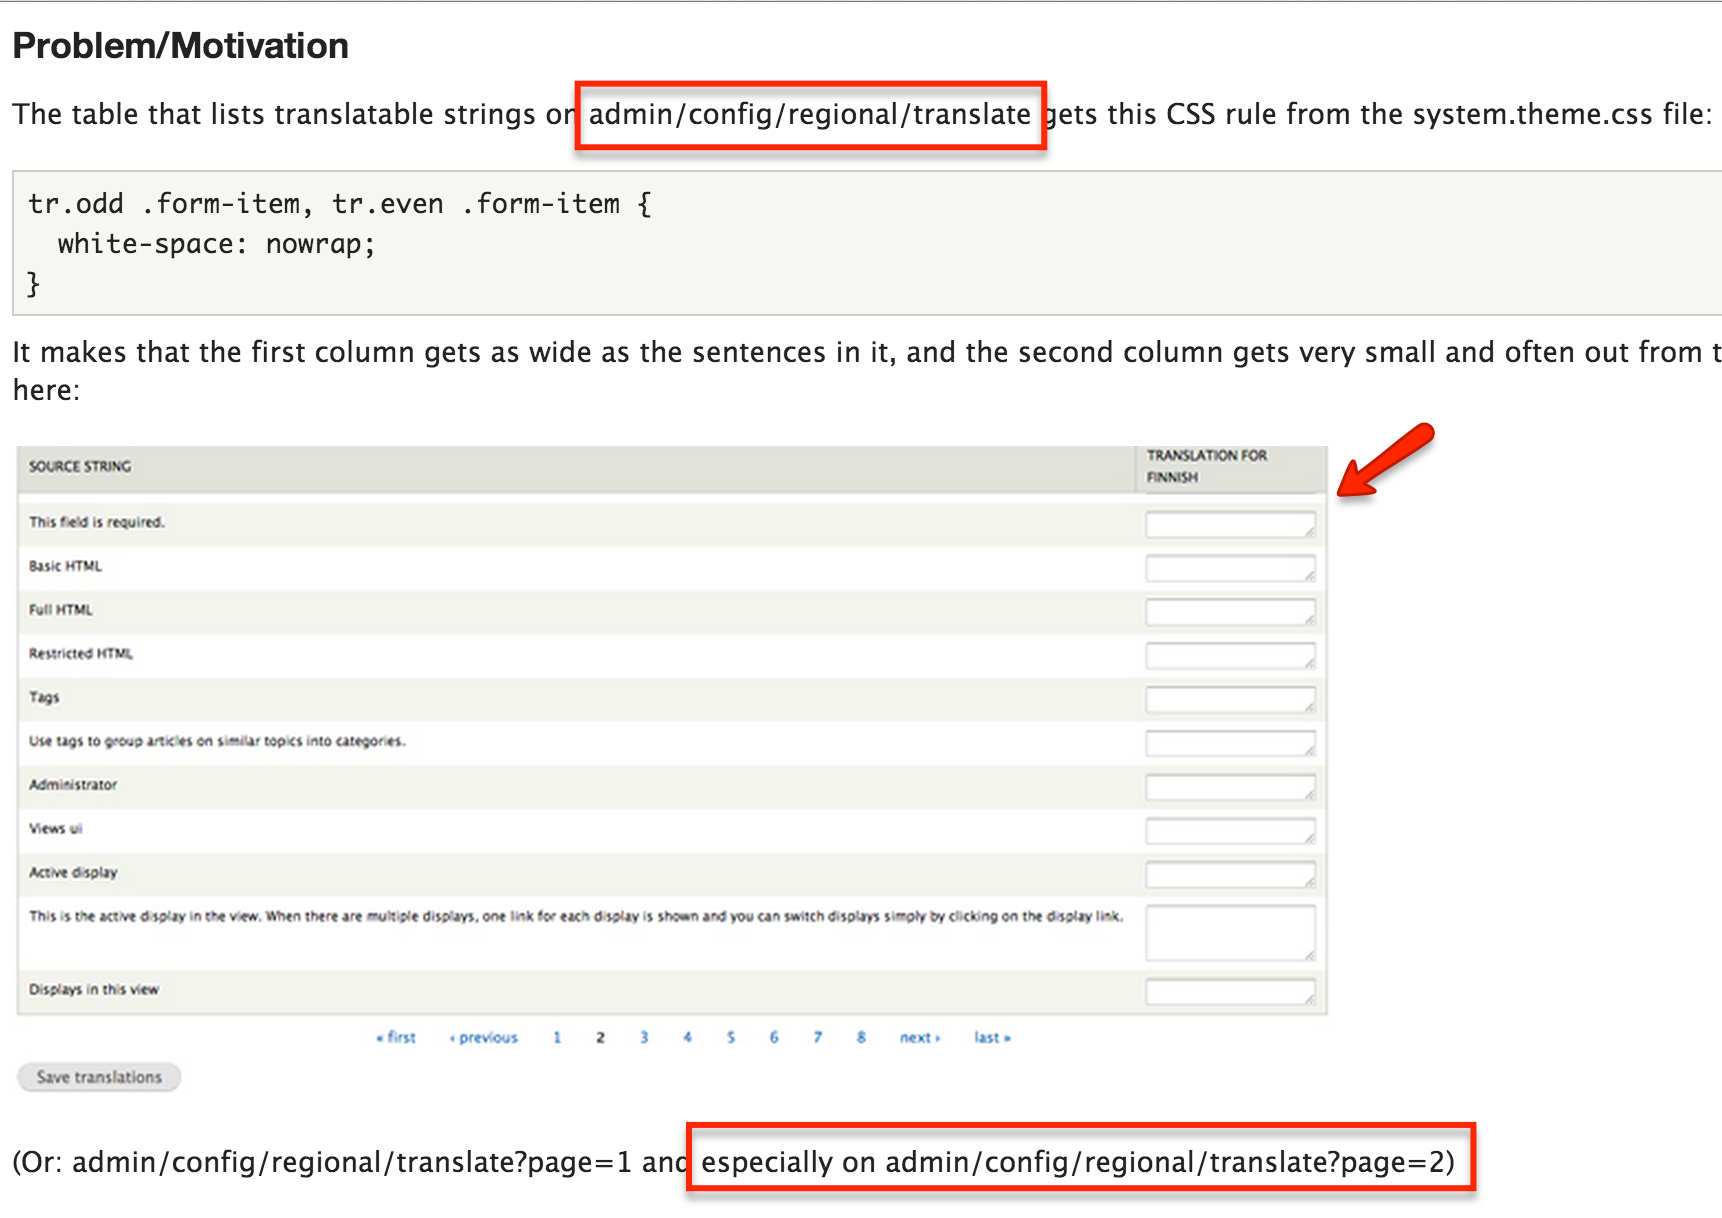 Problem/Motivation
The table that lists translatable strings on admin/config/regional/translate gets this CSS rule from the system.theme.css file:
tr.odd .form-item, tr.even .form-item {
  white-space: nowrap;
}
It makes that the first column gets as wide as the sentences in it, and the second column gets very small and often out from t
here:
SOURCE STRING
TRANSLATION FOR
FINNISH
This field is required.
Basic HTML
Full HTML
Restricted HTML
Tags
Use tags to group articles on similar topics into categories.
Administrator
Views ui
Active display
This is the active display in the view. When there are multiple displays, one link for each display is shown and you can switch displays simply by clicking on the display link.
Displays in this view
« first ‹ previous 1 2 3 4 5 6 7 8 next › last »
Save translations
(Or: admin/config/regional/translate?page=1 and especially on admin/config/regional/translate?page=2)